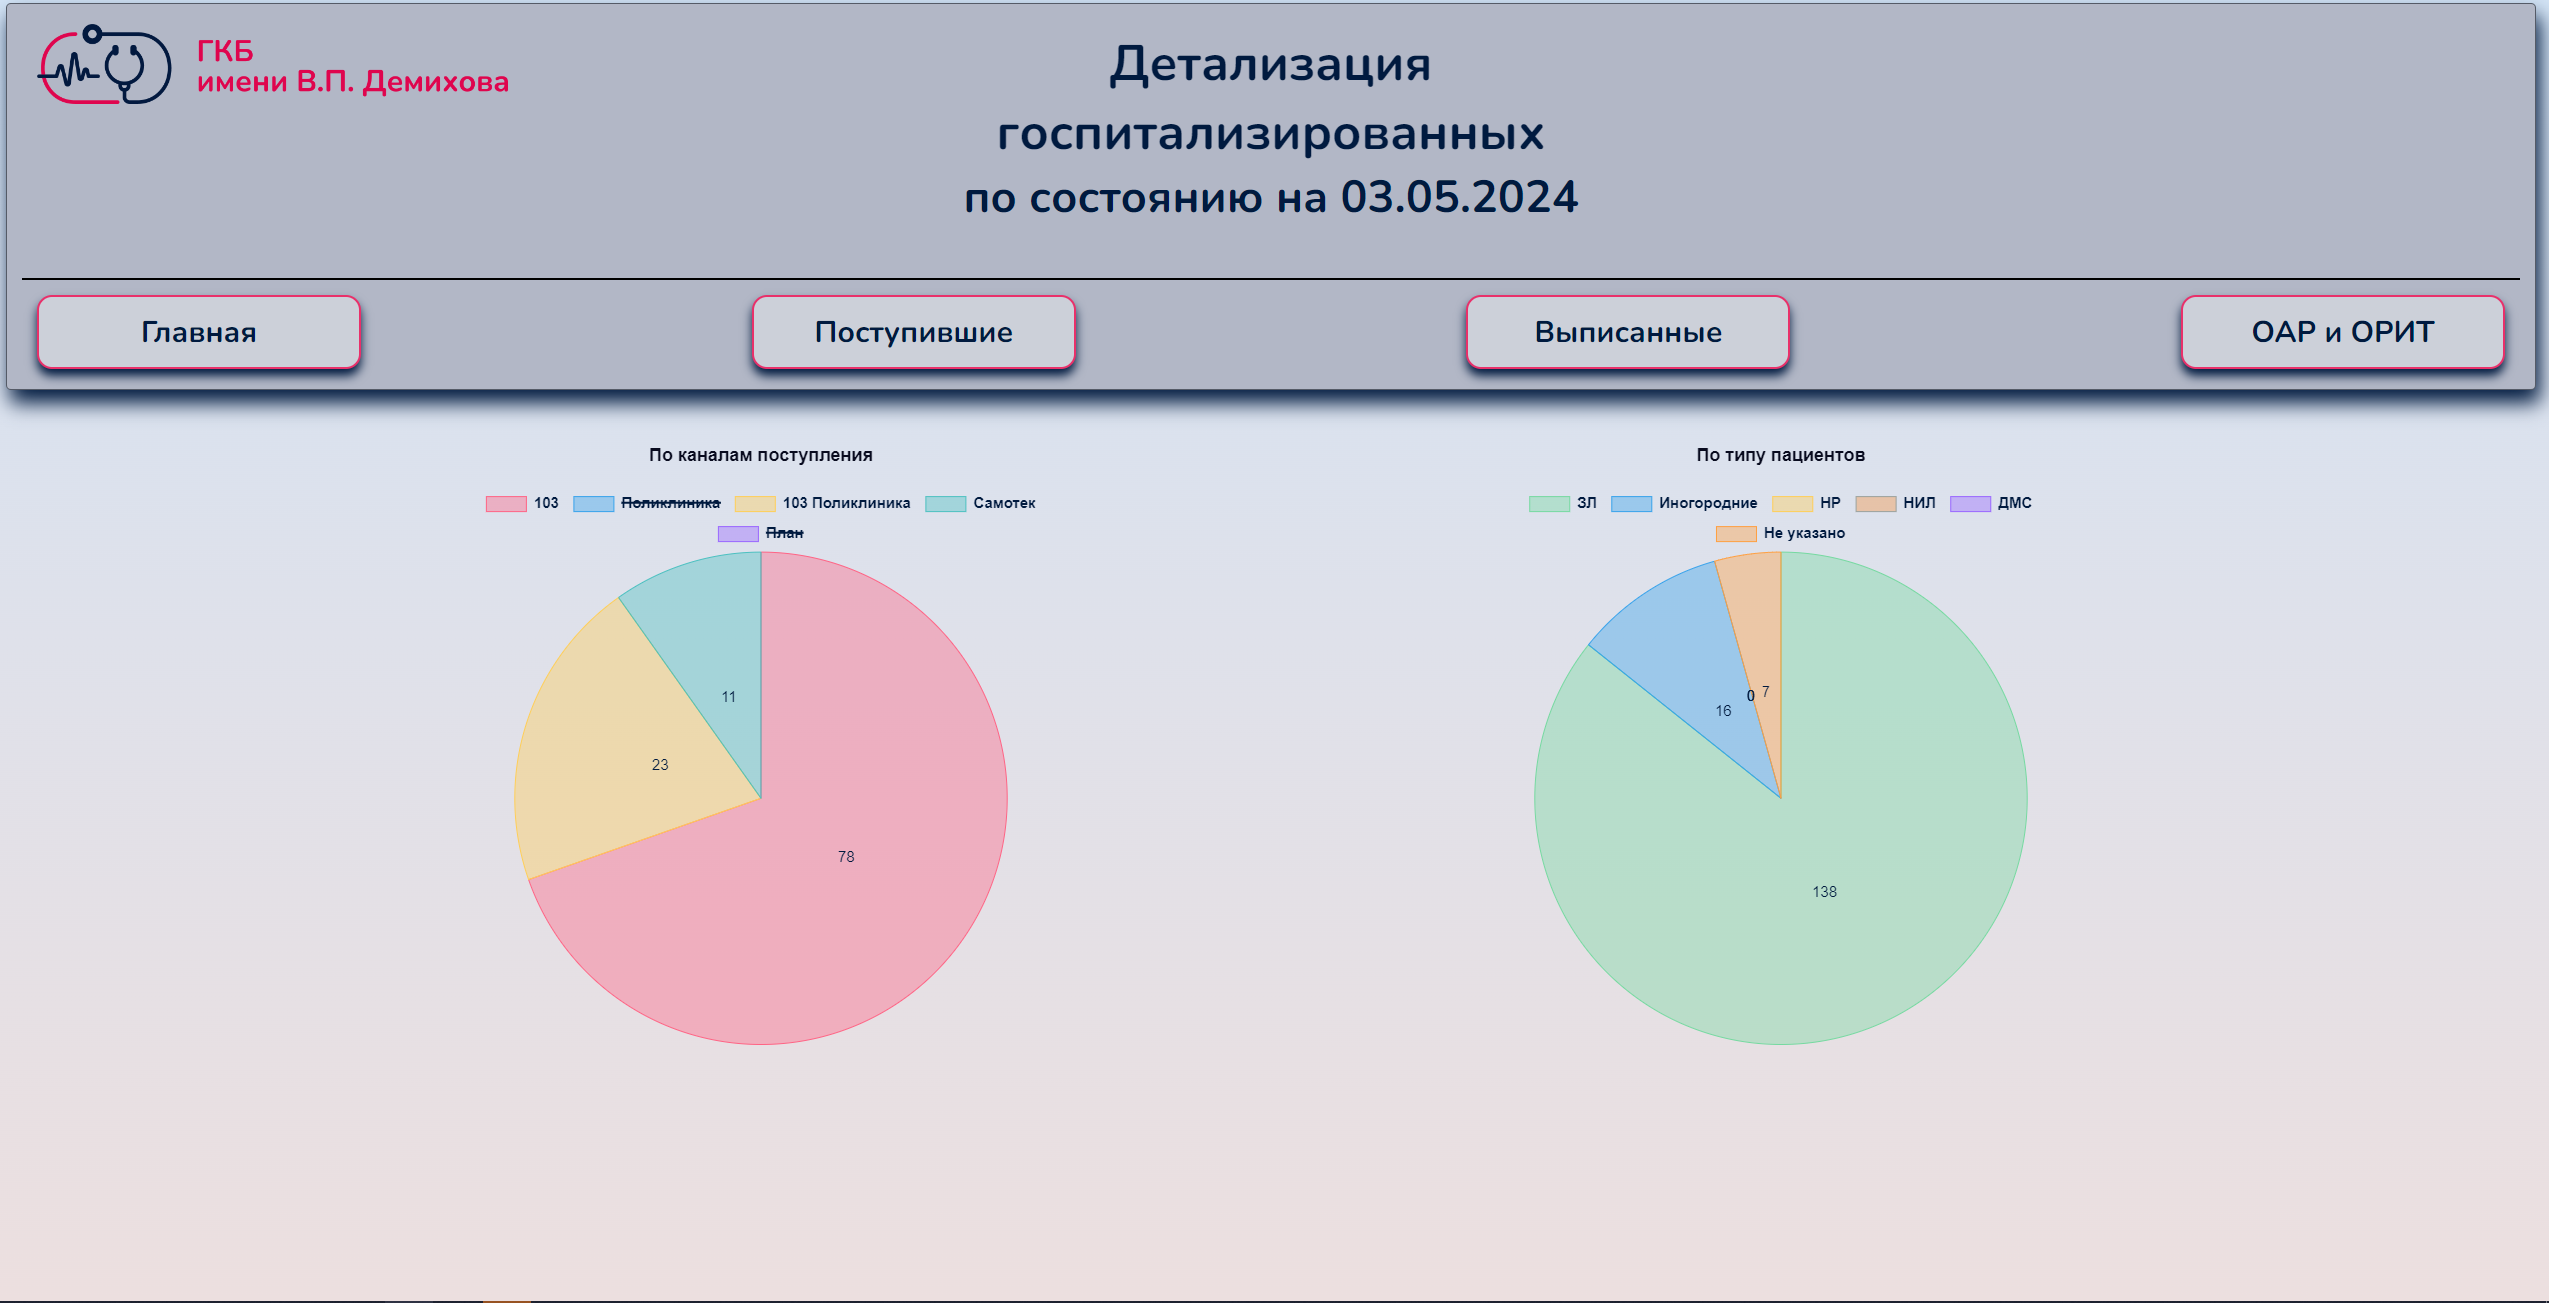 ГКБ
имени В.П. Демихова
Детализация
госпитализированных
по состоянию на 03.05.2024
Главная
Поступившие
Выписанные
ОАР и ОРИТ
По каналам поступления
103
Поликлиника
103 Поликлиника
Самотек
План
11
23
78
По типу пациентов
ЗЛ
Иногородние
НР
НИЛ
ДМС
Не указано
0
7
16
138